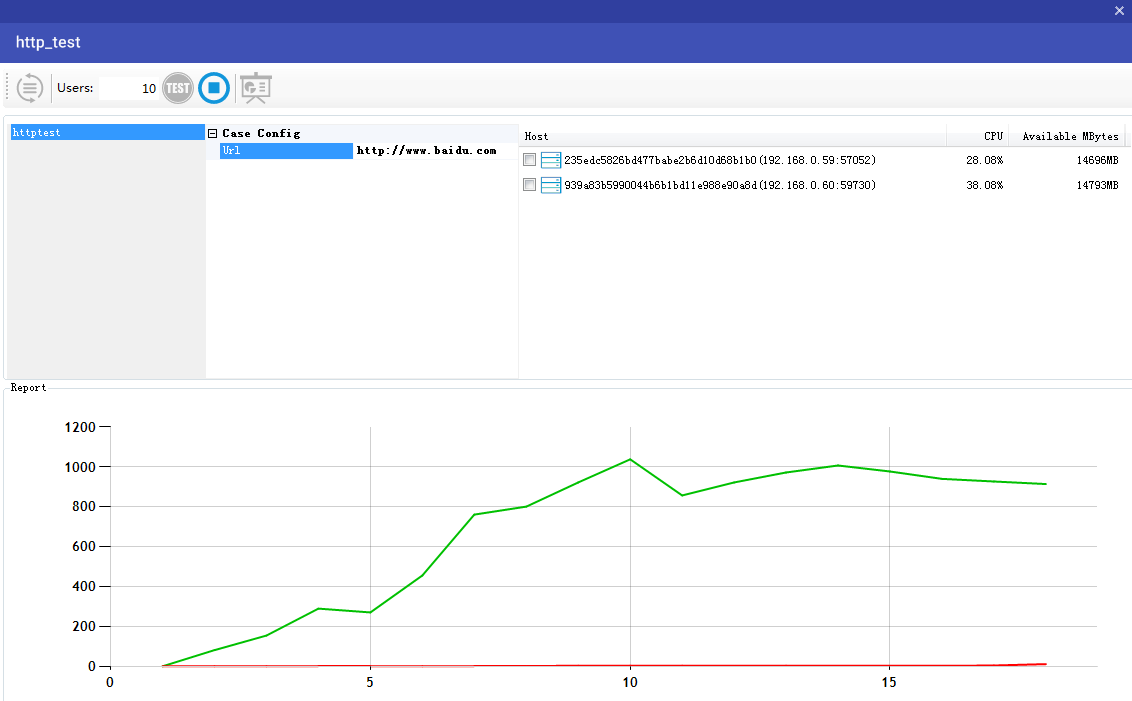 http_test
Users: 10 TEST
httptest
Case Config
Url http://www.baidu.com
Host CPU Available MBytes
235edc5826bd477babe2b6d10d68b1b0(192.168.0.59:57052) 28.08% 14696MB
939a83b5990044b6b1bd11e988e90a8d(192.168.0.60:59730) 38.08% 14793MB
Report
1200
1000
800
600
400
200
0
0 5 10 15